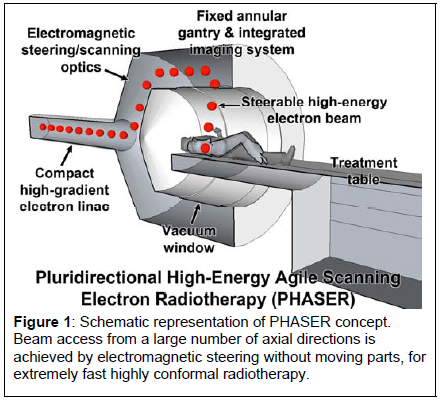 Electromagnetic
steering/scanning
optics
Fixed annular
gantry & integrated
imaging system
Steerable high-energy
electron beam
Compact
high-gradient
electron linac
Treatment
table
Vacuum
window
Pluridirectional High-Energy Agile Scanning
Electron Radiotherapy (PHASER)
Figure 1: Schematic representation of PHASER concept.
Beam access from a large number of axial directions is
achieved by electromagnetic steering without moving parts, for
extremely fast highly conformal radiotherapy.